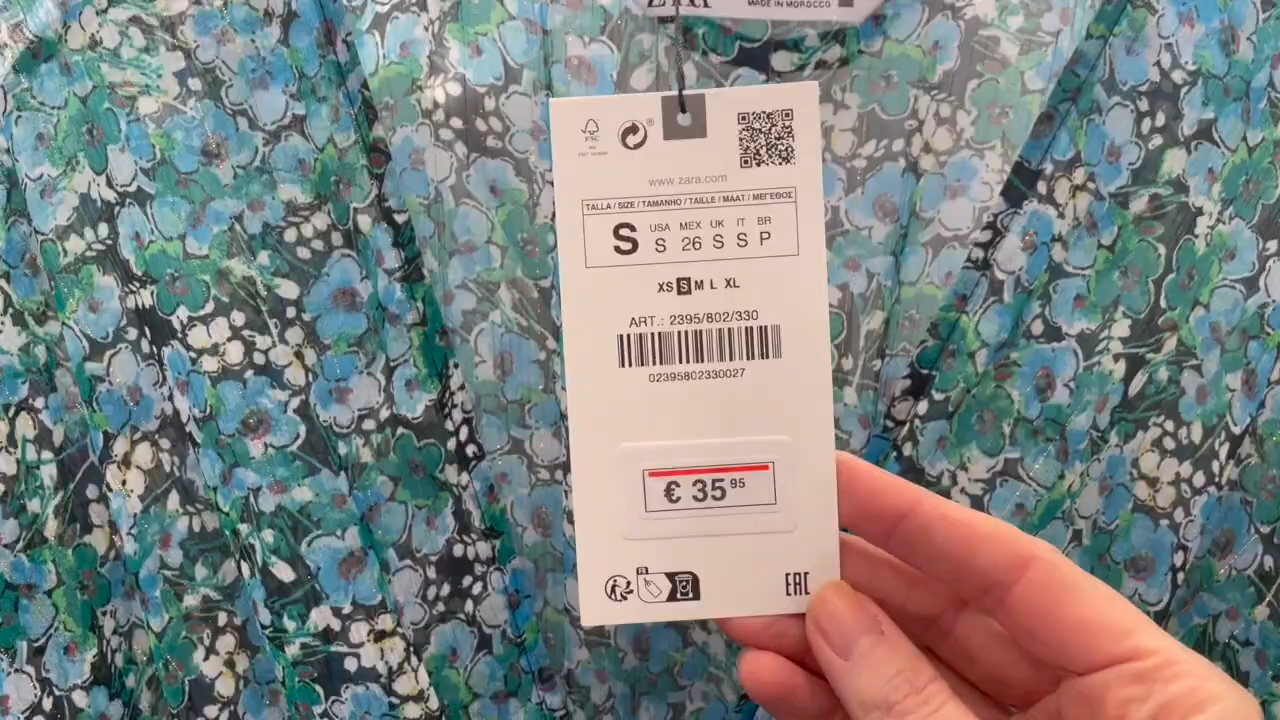 MADE IN MOROCCO
FSC
www.zara.com
TALLA / SIZE / TAMANHO / TAILLE / MAAT / ΜΕΓΕΘΟΣ
S
USA MEX UK IT BR
S 26 S S P
XS S M L XL
ART.: 2395/802/330
02395802330027
€ 35 95
FR
EAC